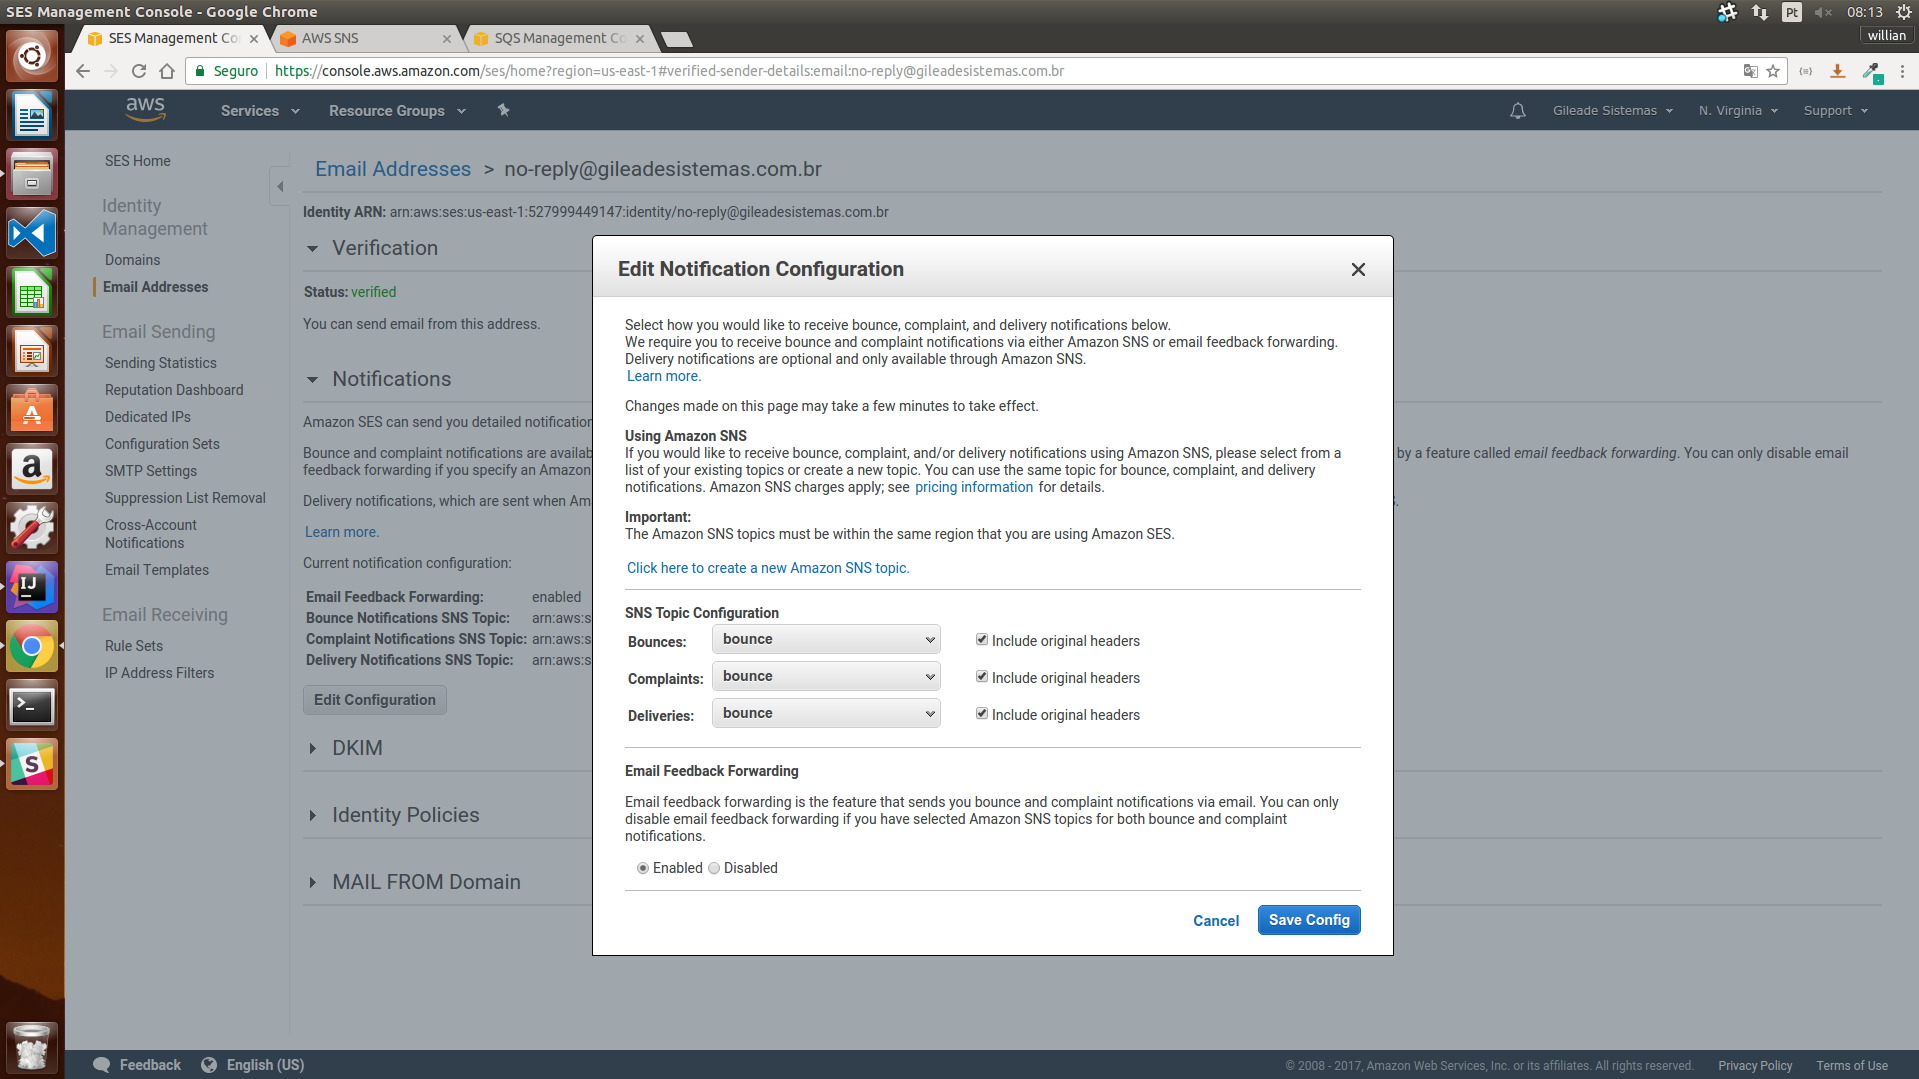 SES Management Console - Google Chrome
Pt
08:13
willian
SES Management Co
AWS SNS
SQS Management Co
Seguro
https://console.aws.amazon.com/ses/home?region=us-east-1#verified-sender-details:email:no-reply@gileadesistemas.com.br
aws
Services
Resource Groups
Gileade Sistemas
N. Virginia
Support
SES Home
Identity
Management
Domains
Email Addresses
Email Sending
Sending Statistics
Reputation Dashboard
Dedicated IPs
Configuration Sets
SMTP Settings
Suppression List Removal
Cross-Account
Notifications
Email Templates
Email Receiving
Rule Sets
IP Address Filters
Email Addresses > no-reply@gileadesistemas.com.br
Identity ARN: arn:aws:ses:us-east-1:527999449147:identity/no-reply@gileadesistemas.com.br
Verification
Status: verified
You can send email from this address.
Notifications
Amazon SES can send you detailed notification
Bounce and complaint notifications are availab
by a feature called email feedback forwarding. You can only disable email
feedback forwarding if you specify an Amazon
Delivery notifications, which are sent when Am
Learn more.
Current notification configuration:
Email Feedback Forwarding: enabled
Bounce Notifications SNS Topic: arn:aws:s
Complaint Notifications SNS Topic: arn:aws:s
Delivery Notifications SNS Topic: arn:aws:s
Edit Configuration
DKIM
Identity Policies
MAIL FROM Domain
Edit Notification Configuration
Select how you would like to receive bounce, complaint, and delivery notifications below.
We require you to receive bounce and complaint notifications via either Amazon SNS or email feedback forwarding.
Delivery notifications are optional and only available through Amazon SNS.
Learn more.
Changes made on this page may take a few minutes to take effect.
Using Amazon SNS
If you would like to receive bounce, complaint, and/or delivery notifications using Amazon SNS, please select from a
list of your existing topics or create a new topic. You can use the same topic for bounce, complaint, and delivery
notifications. Amazon SNS charges apply; see pricing information for details.
Important:
The Amazon SNS topics must be within the same region that you are using Amazon SES.
Click here to create a new Amazon SNS topic.
SNS Topic Configuration
Bounces: bounce Include original headers
Complaints: bounce Include original headers
Deliveries: bounce Include original headers
Email Feedback Forwarding
Email feedback forwarding is the feature that sends you bounce and complaint notifications via email. You can only
disable email feedback forwarding if you have selected Amazon SNS topics for both bounce and complaint
notifications.
Enabled Disabled
Cancel
Save Config
Feedback
English (US)
© 2008 - 2017, Amazon Web Services, Inc. or its affiliates. All rights reserved.
Privacy Policy
Terms of Use